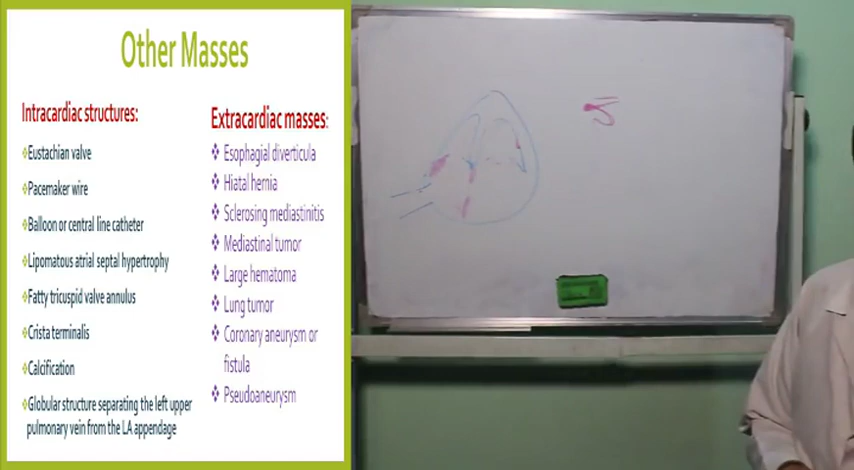 Other Masses
Intracardiac structures:
Eustachian valve
Pacemaker wire
Balloon or central line catheter
Lipomatous atrial septal hypertrophy
Fatty tricuspid valve annulus
Crista terminalis
Calcification
Globular structure separating the left upper
pulmonary vein from the LA appendage
Extracardiac masses:
Esophagial diverticula
Hiatal hernia
Sclerosing mediastinitis
Mediastinal tumor
Large hematoma
Lung tumor
Coronary aneurysm or
fistula
Pseudoaneurysm